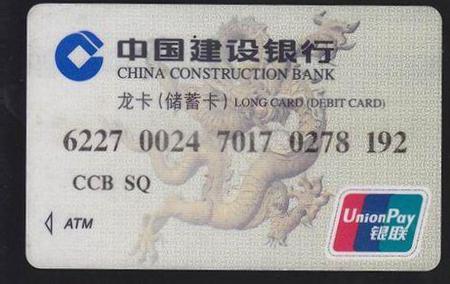 中国建设银行
CHINA CONSTRUCTION BANK
龙卡(储蓄卡) LONG CARD (DEBIT CARD)
6227 0024 7017 0278 192
CCB SQ
ATM
UnionPay
银联